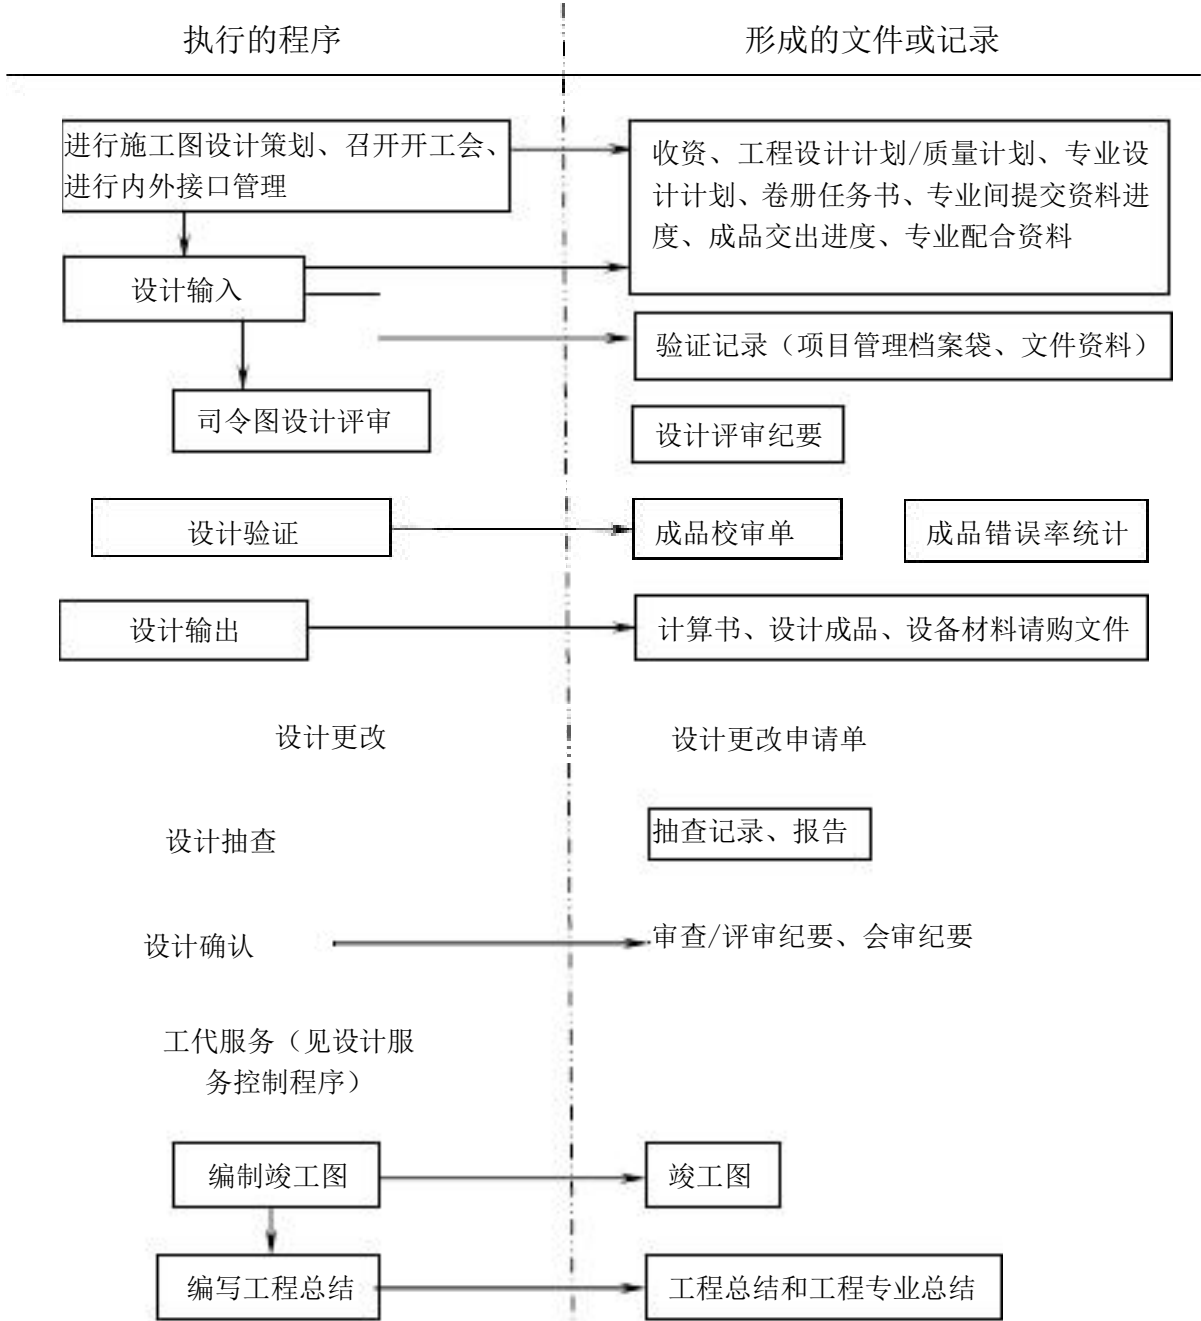 执行的程序
形成的文件或记录
进行施工图设计策划、召开开工会、
进行内外接口管理
收资、工程设计计划/质量计划、专业设
计计划、卷册任务书、专业间提交资料进
度、成品交出进度、专业配合资料
设计输入
验证记录（项目管理档案袋、文件资料）
司令图设计评审
设计评审纪要
设计验证
成品校审单
成品错误率统计
设计输出
计算书、设计成品、设备材料请购文件
设计更改
设计更改申请单
设计抽查
抽查记录、报告
设计确认
审查/评审纪要、会审纪要
工代服务（见设计服
务控制程序）
编制竣工图
竣工图
编写工程总结
工程总结和工程专业总结